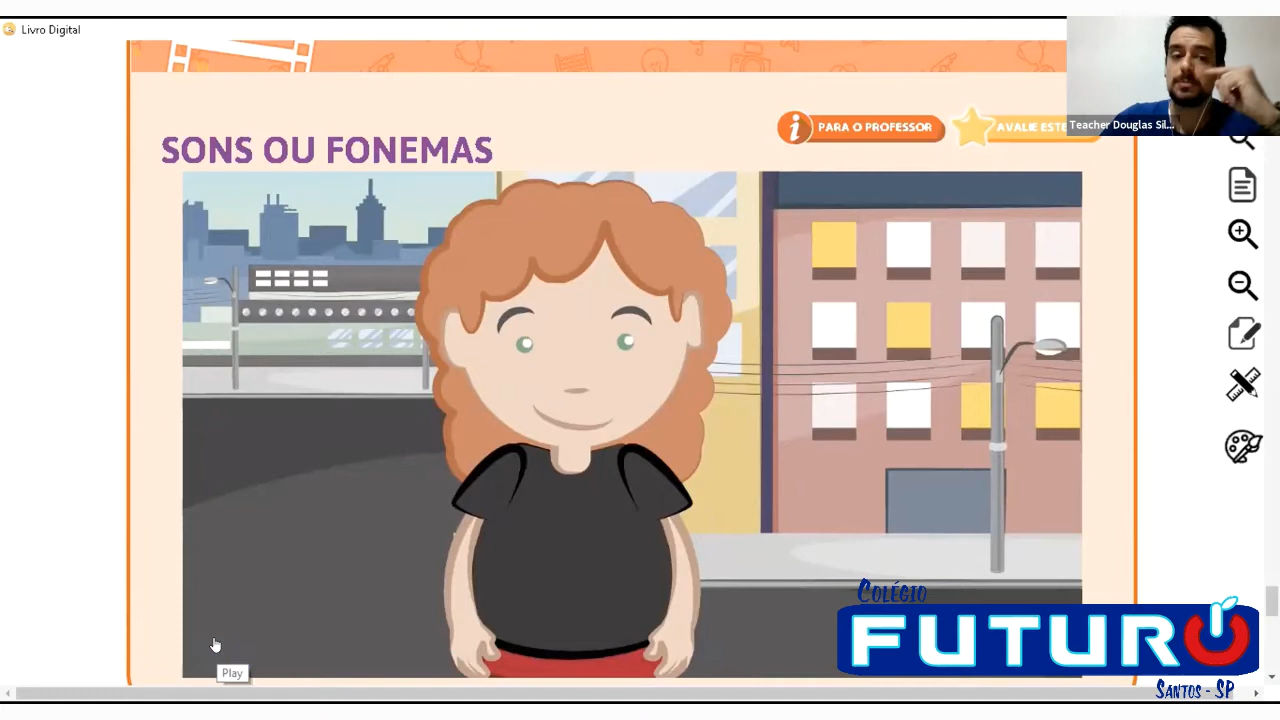 Livro Digital
PARA O PROFESSOR
AVALIE ESTE
Teacher Douglas Sil...
SONS OU FONEMAS
Play
COLÉGIO
FUTURO
SANTOS - SP